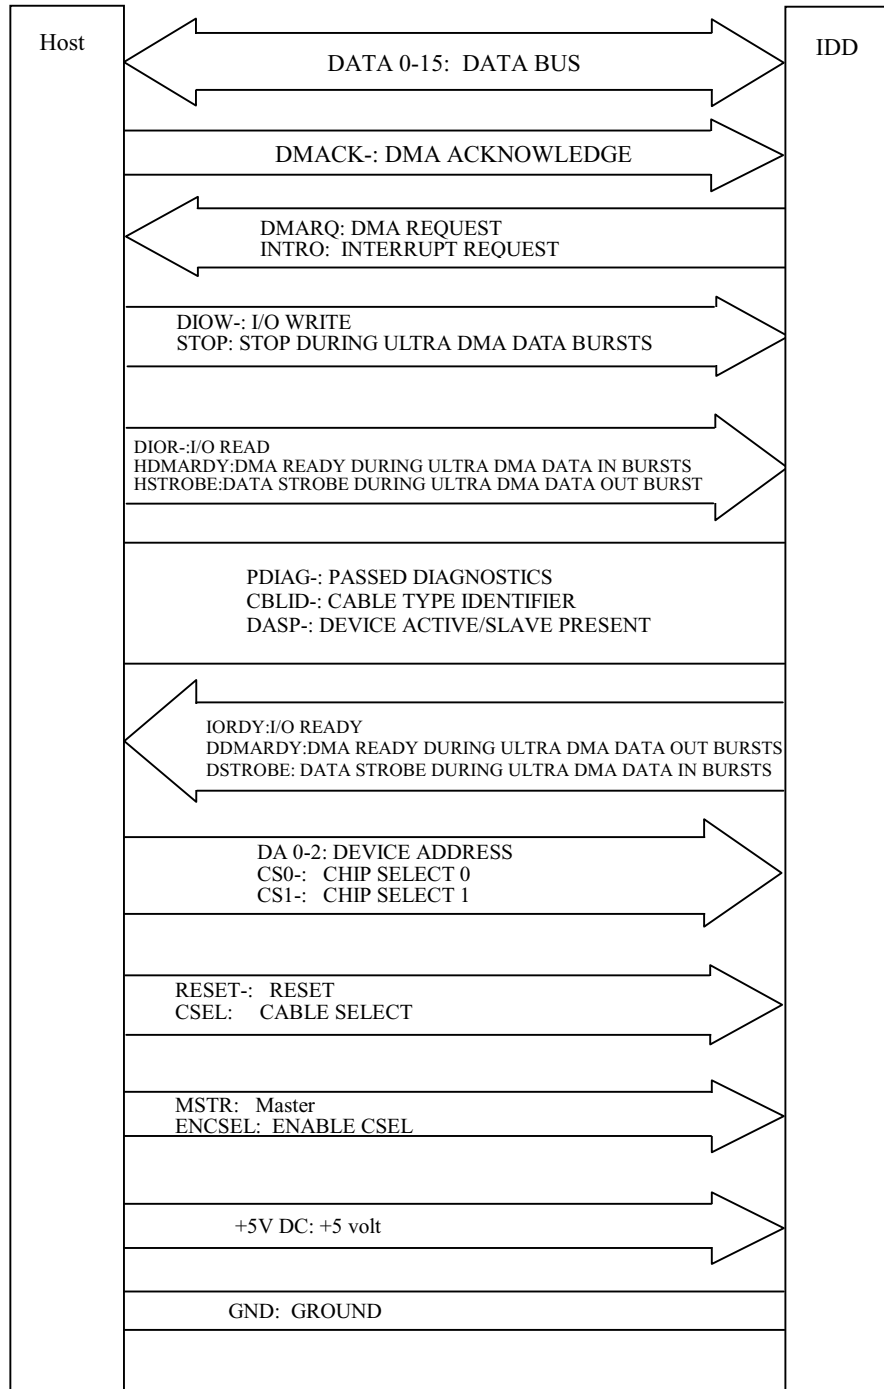 Host
IDD
DATA 0-15: DATA BUS
DMACK-: DMA ACKNOWLEDGE
DMARQ: DMA REQUEST
INTRO: INTERRUPT REQUEST
DIOW-: I/O WRITE
STOP: STOP DURING ULTRA DMA DATA BURSTS
DIOR-:I/O READ
HDMARDY:DMA READY DURING ULTRA DMA DATA IN BURSTS
HSTROBE:DATA STROBE DURING ULTRA DMA DATA OUT BURST
PDIAG-: PASSED DIAGNOSTICS
CBLID-: CABLE TYPE IDENTIFIER
DASP-: DEVICE ACTIVE/SLAVE PRESENT
IORDY:I/O READY
DDMARDY:DMA READY DURING ULTRA DMA DATA OUT BURSTS
DSTROBE: DATA STROBE DURING ULTRA DMA DATA IN BURSTS
DA 0-2: DEVICE ADDRESS
CS0-: CHIP SELECT 0
CS1-: CHIP SELECT 1
RESET-: RESET
CSEL: CABLE SELECT
MSTR: Master
ENCSEL: ENABLE CSEL
+5V DC: +5 volt
GND: GROUND